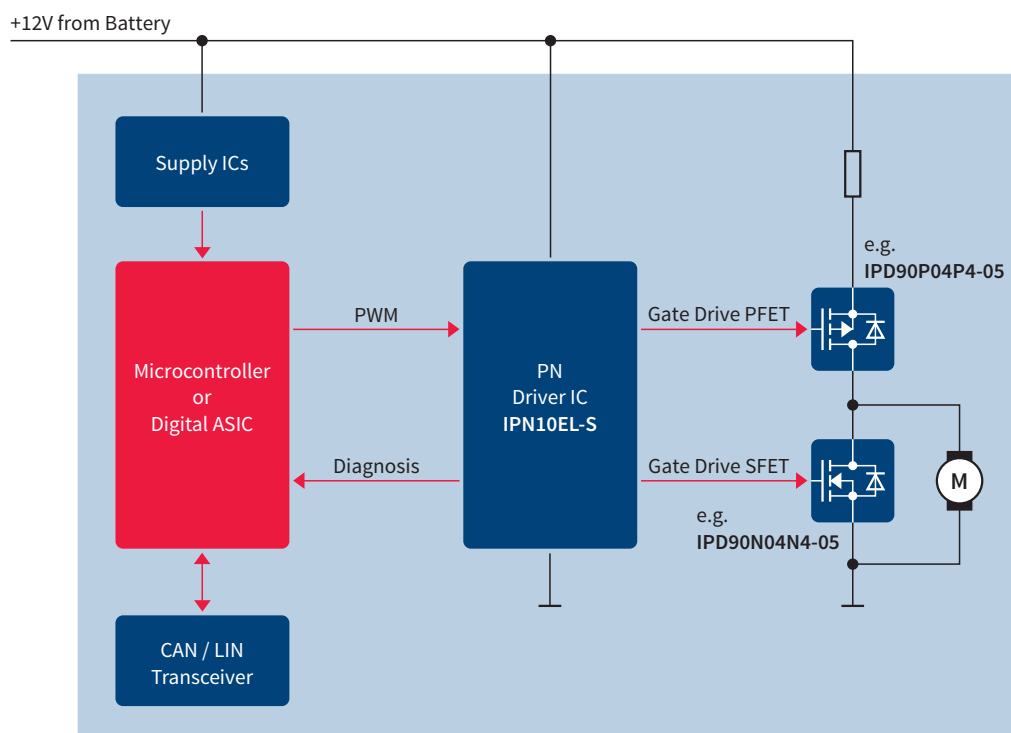 +12V from Battery
Supply ICs
e.g.
IPD90P04P4-05
PWM
Gate Drive PFET
Microcontroller
or
Digital ASIC
PN
Driver IC
IPN10EL-S
Diagnosis
Gate Drive SFET
M
e.g.
IPD90N04N4-05
CAN / LIN
Transceiver